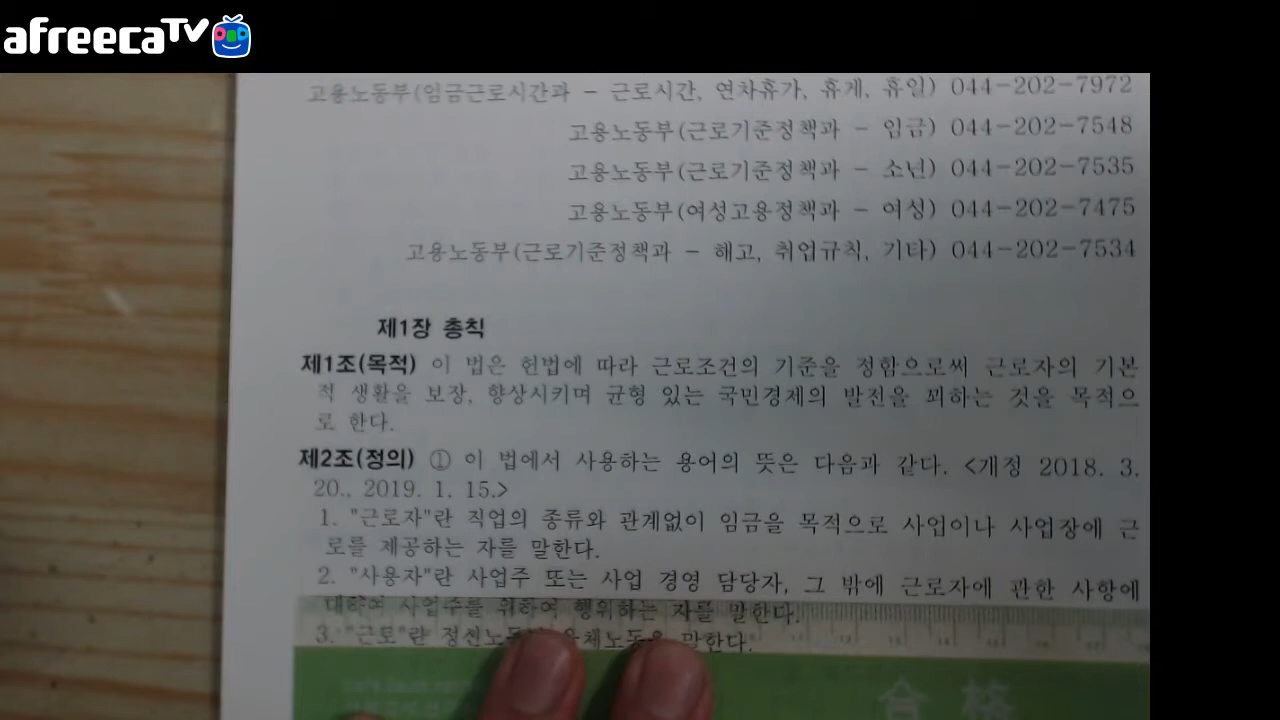 afreecaTV
고용노동부(임금근로시간과 - 근로시간, 연차휴가, 휴게, 휴일) 044-202-7972
고용노동부(근로기준정책과 - 임금) 044-202-7548
고용노동부(근로기준정책과 - 소년) 044-202-7535
고용노동부(여성고용정책과 - 여성) 044-202-7475
고용노동부(근로기준정책과 - 해고, 취업규칙, 기타) 044-202-7534
제1장 총칙
제1조(목적) 이 법은 헌법에 따라 근로조건의 기준을 정함으로써 근로자의 기본
적 생활을 보장, 향상시키며 균형 있는 국민경제의 발전을 꾀하는 것을 목적으
로 한다.
제2조(정의) ① 이 법에서 사용하는 용어의 뜻은 다음과 같다. <개정 2018. 3.
20., 2019. 1. 15.>
1. "근로자"란 직업의 종류와 관계없이 임금을 목적으로 사업이나 사업장에 근
로를 제공하는 자를 말한다.
2. "사용자"란 사업주 또는 사업 경영 담당자, 그 밖에 근로자에 관한 사항에
대하여 사업주를 위하여 행위하는 자를 말한다.
3. "근로"란 정신노동 육체노동을 말한다.
合格